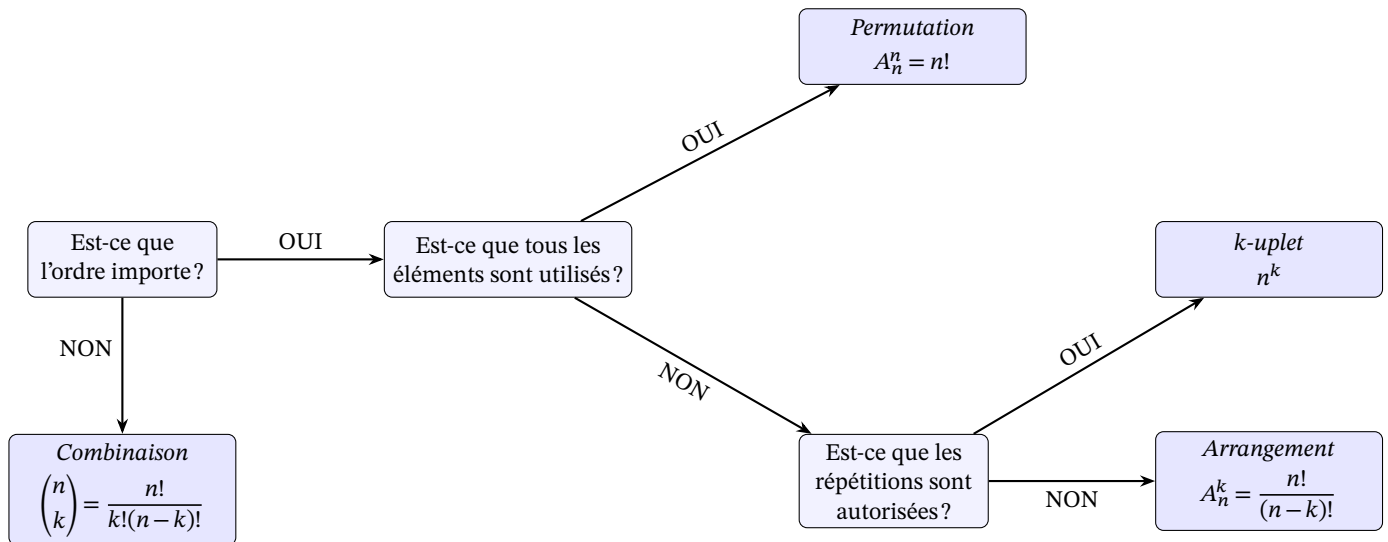 Permutation
A_n^n = n!
OUI
Est-ce que
l'ordre importe ?
OUI
Est-ce que tous les
éléments sont utilisés ?
k-uplet
n^k
NON
NON
OUI
Combinaison
(n k) = n! / k!(n − k)!
Est-ce que les
répétitions sont
autorisées ?
NON
Arrangement
A_n^k = n! / (n − k)!